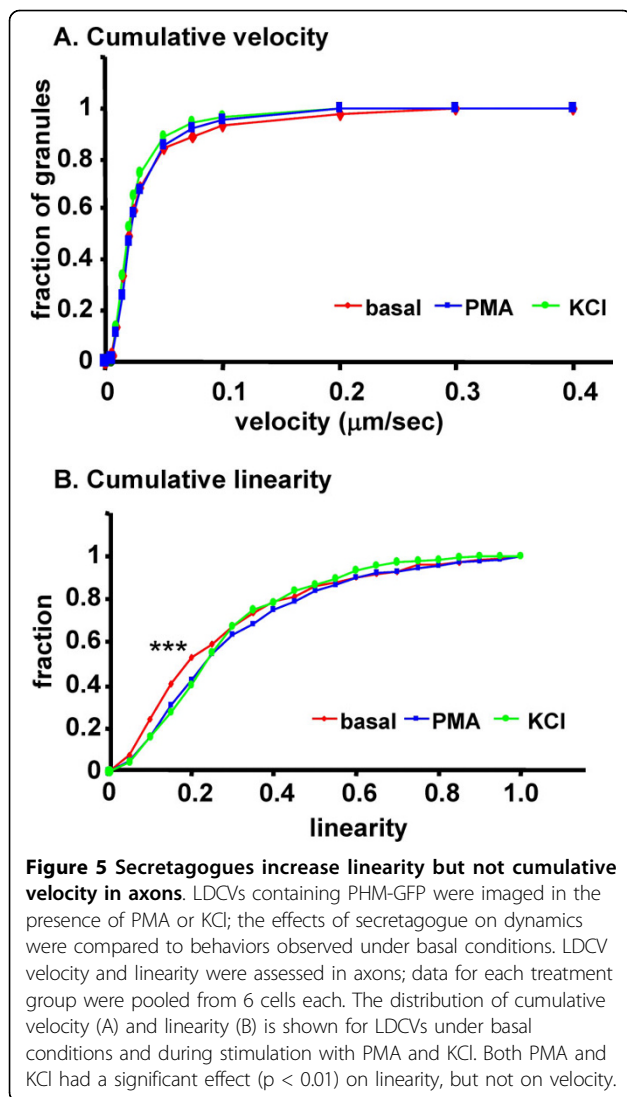 A. Cumulative velocity
fraction of granules
1
0.8
0.6
0.4
0.2
0
basal PMA KCl
0 0.1 0.2 0.3 0.4
velocity (μm/sec)
B. Cumulative linearity
fraction
1
0.8
0.6
0.4
0.2
0
***
basal PMA KCl
0 0.2 0.4 0.6 0.8 1.0
linearity
Figure 5 Secretagogues increase linearity but not cumulative
velocity in axons. LDCVs containing PHM-GFP were imaged in the
presence of PMA or KCl; the effects of secretagogue on dynamics
were compared to behaviors observed under basal conditions. LDCV
velocity and linearity were assessed in axons; data for each treatment
group were pooled from 6 cells each. The distribution of cumulative
velocity (A) and linearity (B) is shown for LDCVs under basal
conditions and during stimulation with PMA and KCl. Both PMA and
KCl had a significant effect (p < 0.01) on linearity, but not on velocity.